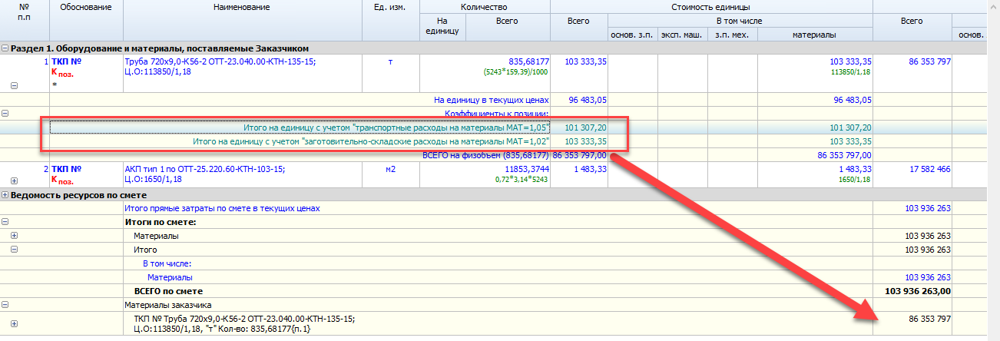 № п.п
Обоснование
Наименование
Ед. изм.
Количество
Стоимость единицы
На единицу
Всего
Всего
В том числе
Всего
основ. з.п.
эксп. маш.
з.п. мех.
материалы
основ. з
Раздел 1. Оборудование и материалы, поставляемые Заказчиком
1 ТКП № Труба 720х9,0-К56-2 ОТТ-23.040.00-КТН-135-15; т 835,68177 103 333,35 103 333,35 86 353 797
К поз. Ц.О:113850/1,18 (5243*159,39)/1000 113850/1,18
*
На единицу в текущих ценах 96 483,05 96 483,05
Коэффициенты к позиции:
Итого на единицу с учетом "транспортные расходы на материалы МАТ=1,05" 101 307,20 101 307,20
Итого на единицу с учетом "заготовительно-складские расходы на материалы МАТ=1,02" 103 333,35 103 333,35
ВСЕГО на физобъем (835,68177) 86 353 797,00 86 353 797,00
2 ТКП № АКП тип 1 по ОТТ-25.220.60-КТН-103-15; м2 11853,3744 1 483,33 1 483,33 17 582 466
К поз. Ц.О:1650/1,18 0,72*3,14*5243 1650/1,18
Ведомость ресурсов по смете
Итого прямые затраты по смете в текущих ценах 103 936 263
Итоги по смете:
Материалы 103 936 263
Итого 103 936 263
В том числе:
Материалы 103 936 263
ВСЕГО по смете 103 936 263,00
Материалы заказчика
ТКП № Труба 720х9,0-К56-2 ОТТ-23.040.00-КТН-135-15; 86 353 797
Ц.О:113850/1,18, "т" Кол-во: 835,68177{п.1}